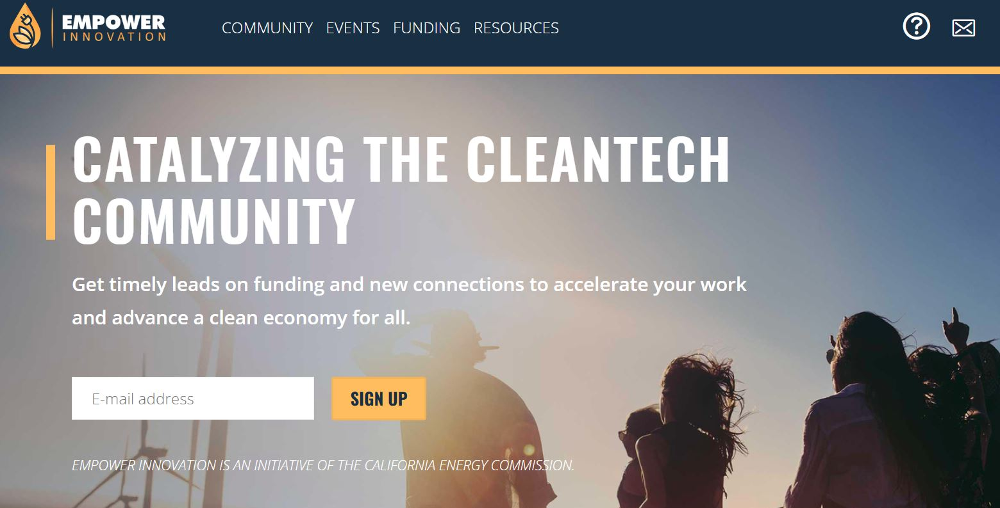 EMPOWER
INNOVATION
COMMUNITY EVENTS FUNDING RESOURCES
?
CATALYZING THE CLEANTECH
COMMUNITY
Get timely leads on funding and new connections to accelerate your work
and advance a clean economy for all.
E-mail address
SIGN UP
EMPOWER INNOVATION IS AN INITIATIVE OF THE CALIFORNIA ENERGY COMMISSION.